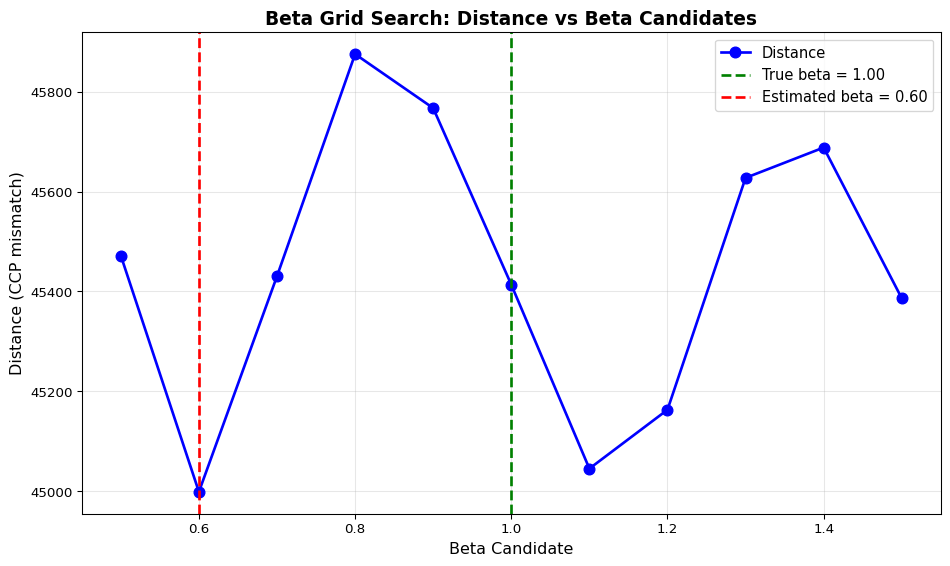 Beta Grid Search: Distance vs Beta Candidates
Distance
True beta = 1.00
Estimated beta = 0.60
Distance (CCP mismatch)
45800
45600
45400
45200
45000
0.6
0.8
1.0
1.2
1.4
Beta Candidate